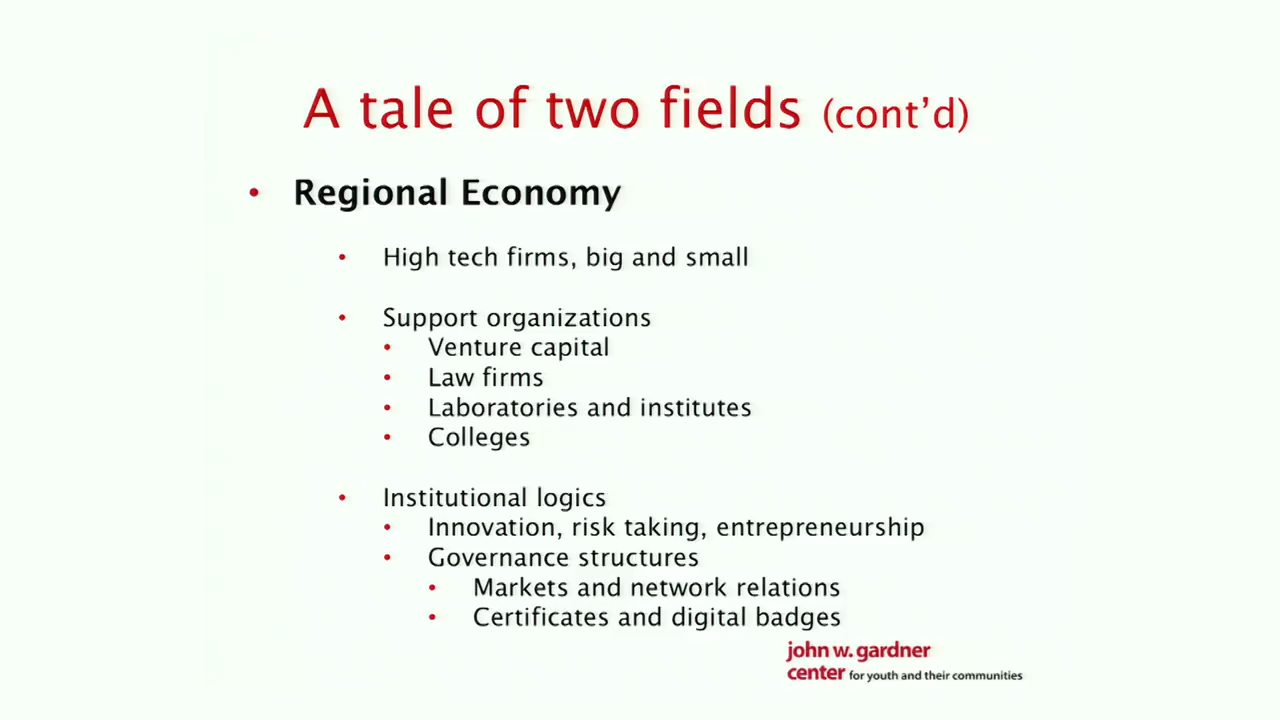 A tale of two fields (cont’d)
• Regional Economy
• High tech firms, big and small
• Support organizations
• Venture capital
• Law firms
• Laboratories and institutes
• Colleges
• Institutional logics
• Innovation, risk taking, entrepreneurship
• Governance structures
• Markets and network relations
• Certificates and digital badges
john w. gardner
center for youth and their communities